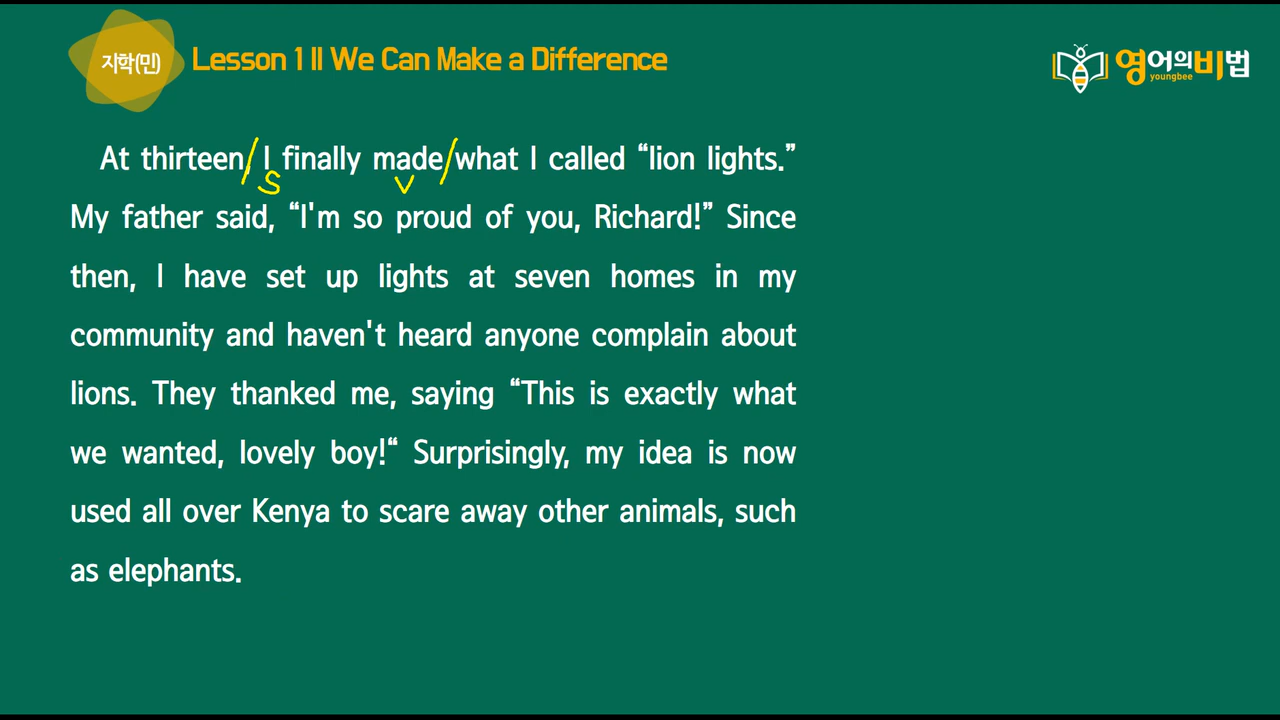 지학(민)
Lesson 1 II We Can Make a Difference
영어의비법
youngbee
At thirteen, I finally made what I called “lion lights.”
S V
My father said, “I'm so proud of you, Richard!” Since
then, I have set up lights at seven homes in my
community and haven't heard anyone complain about
lions. They thanked me, saying “This is exactly what
we wanted, lovely boy!“ Surprisingly, my idea is now
used all over Kenya to scare away other animals, such
as elephants.